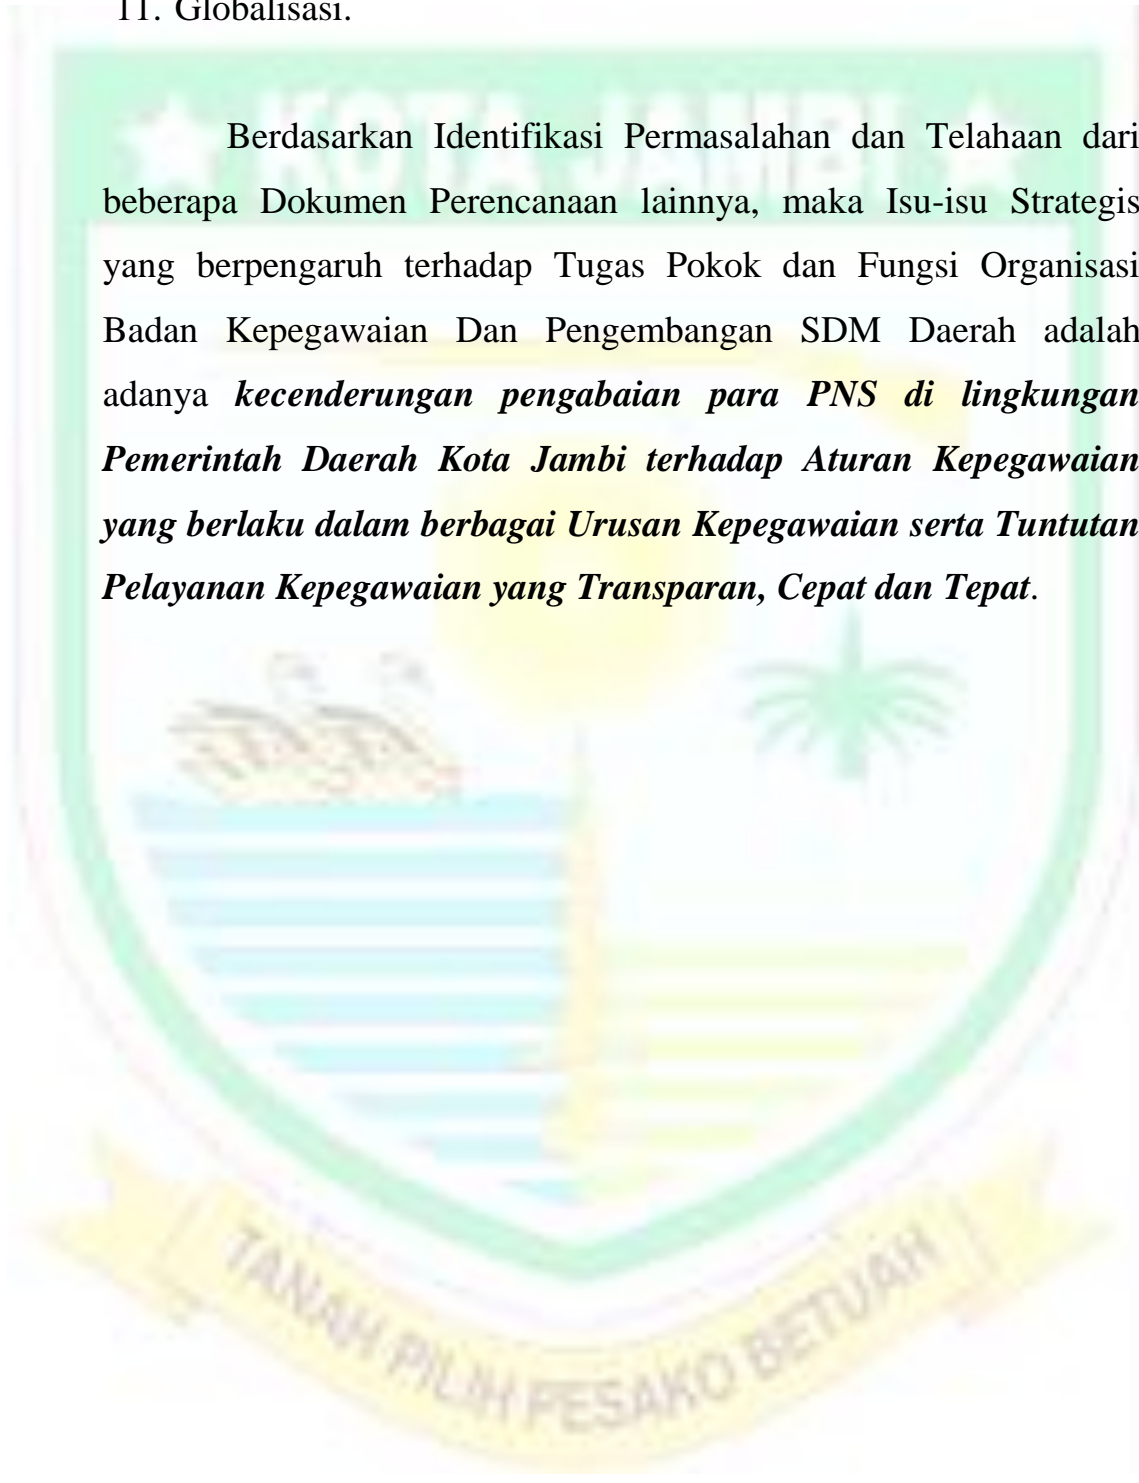 11. Globalisasi.
KOTA JAMBI
Berdasarkan Identifikasi Permasalahan dan Telahaan dari
beberapa Dokumen Perencanaan lainnya, maka Isu-isu Strategis
yang berpengaruh terhadap Tugas Pokok dan Fungsi Organisasi
Badan Kepegawaian Dan Pengembangan SDM Daerah adalah
adanya kecenderungan pengabaian para PNS di lingkungan
Pemerintah Daerah Kota Jambi terhadap Aturan Kepegawaian
yang berlaku dalam berbagai Urusan Kepegawaian serta Tuntutan
Pelayanan Kepegawaian yang Transparan, Cepat dan Tepat.
TANAH PILIH PESAKO BETUAH